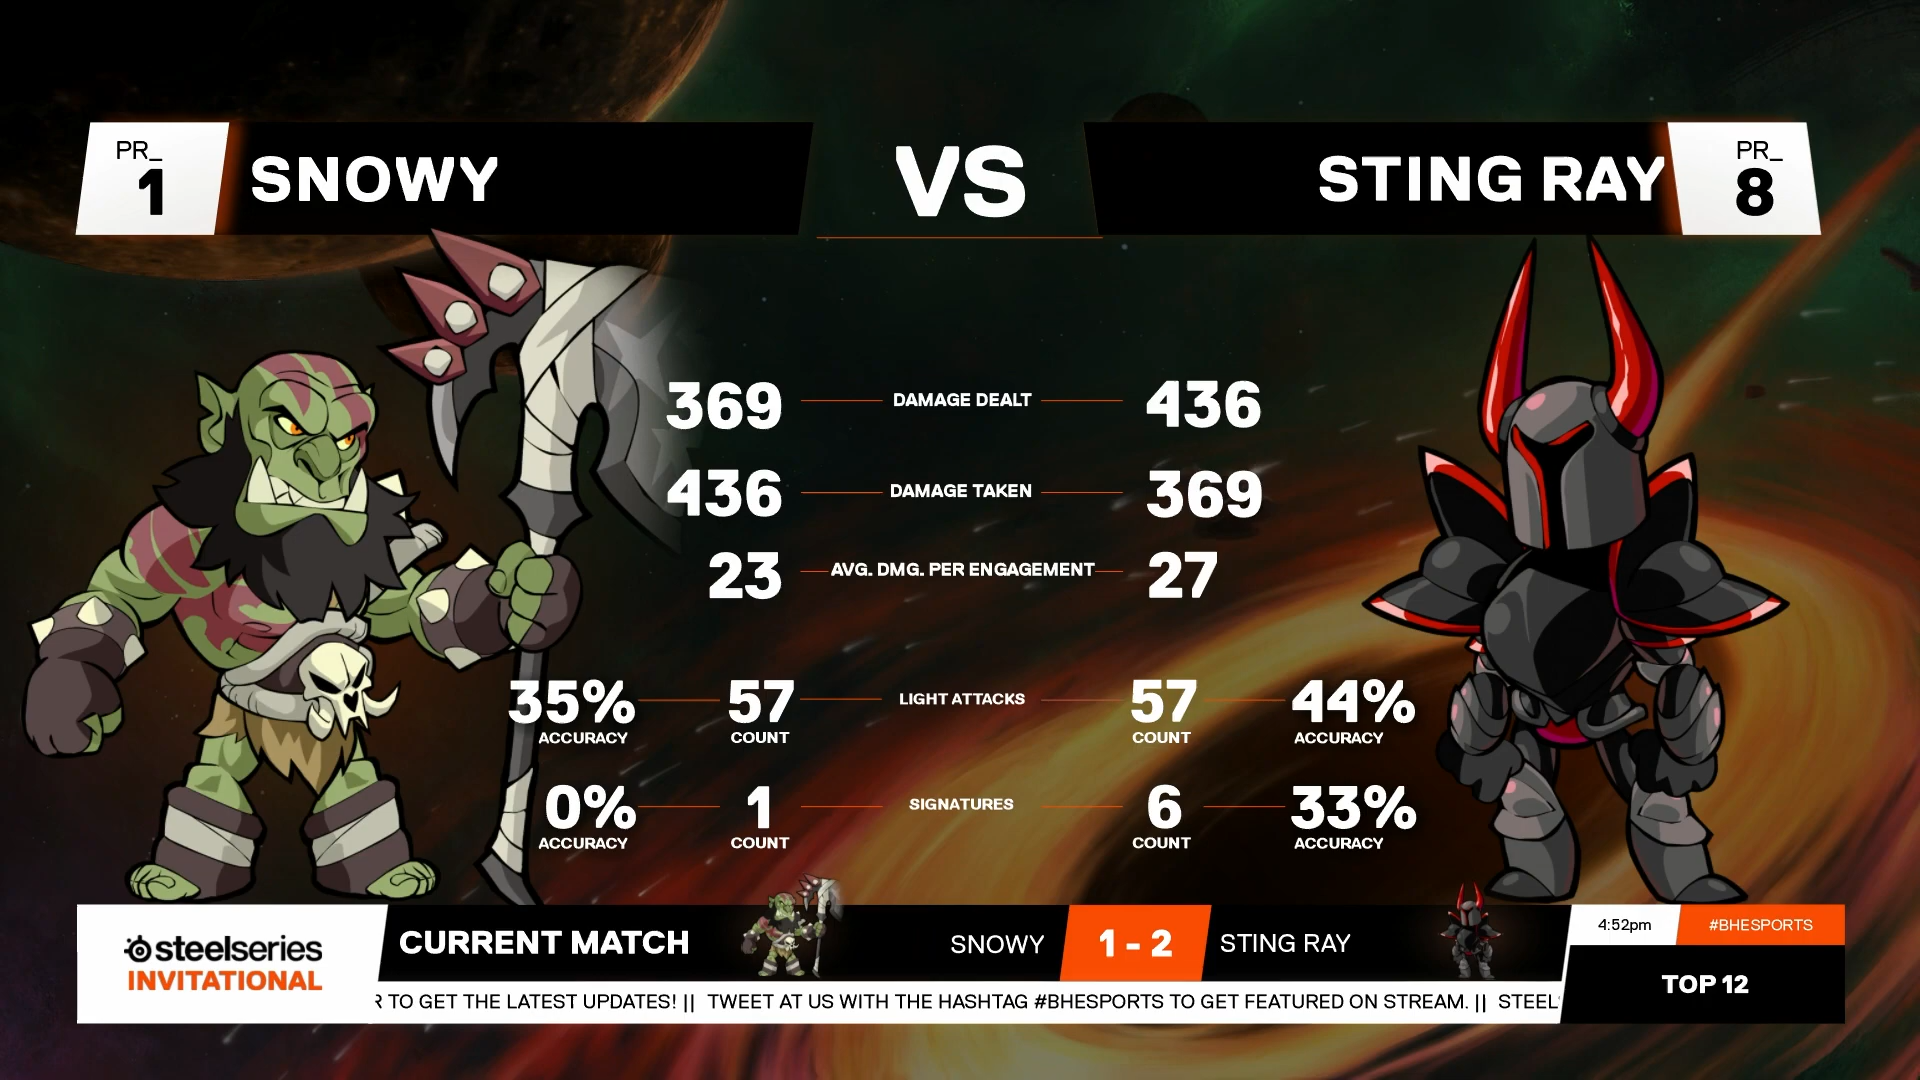 PR_
1
SNOWY
VS
STING RAY
PR_
8
369 DAMAGE DEALT 436
436 DAMAGE TAKEN 369
23 AVG. DMG. PER ENGAGEMENT 27
35% 57 LIGHT ATTACKS 57 44%
ACCURACY COUNT COUNT ACCURACY
0% 1 SIGNATURES 6 33%
ACCURACY COUNT COUNT ACCURACY
steelseries
INVITATIONAL
CURRENT MATCH
SNOWY 1 - 2 STING RAY
4:52pm
#BHESPORTS
TOP 12
R TO GET THE LATEST UPDATES! || TWEET AT US WITH THE HASHTAG #BHESPORTS TO GET FEATURED ON STREAM. || STEEL